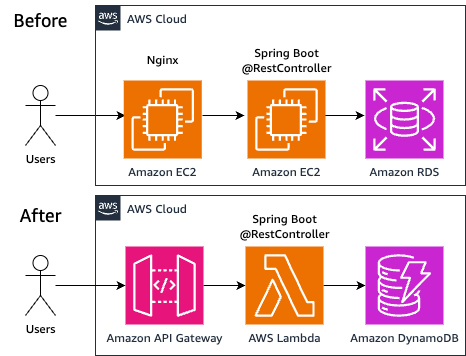 Before
aws AWS Cloud
Nginx
Spring Boot
@RestController
Users
Amazon EC2
Amazon EC2
Amazon RDS
After
aws AWS Cloud
Spring Boot
@RestController
</>
Users
Amazon API Gateway
AWS Lambda
Amazon DynamoDB